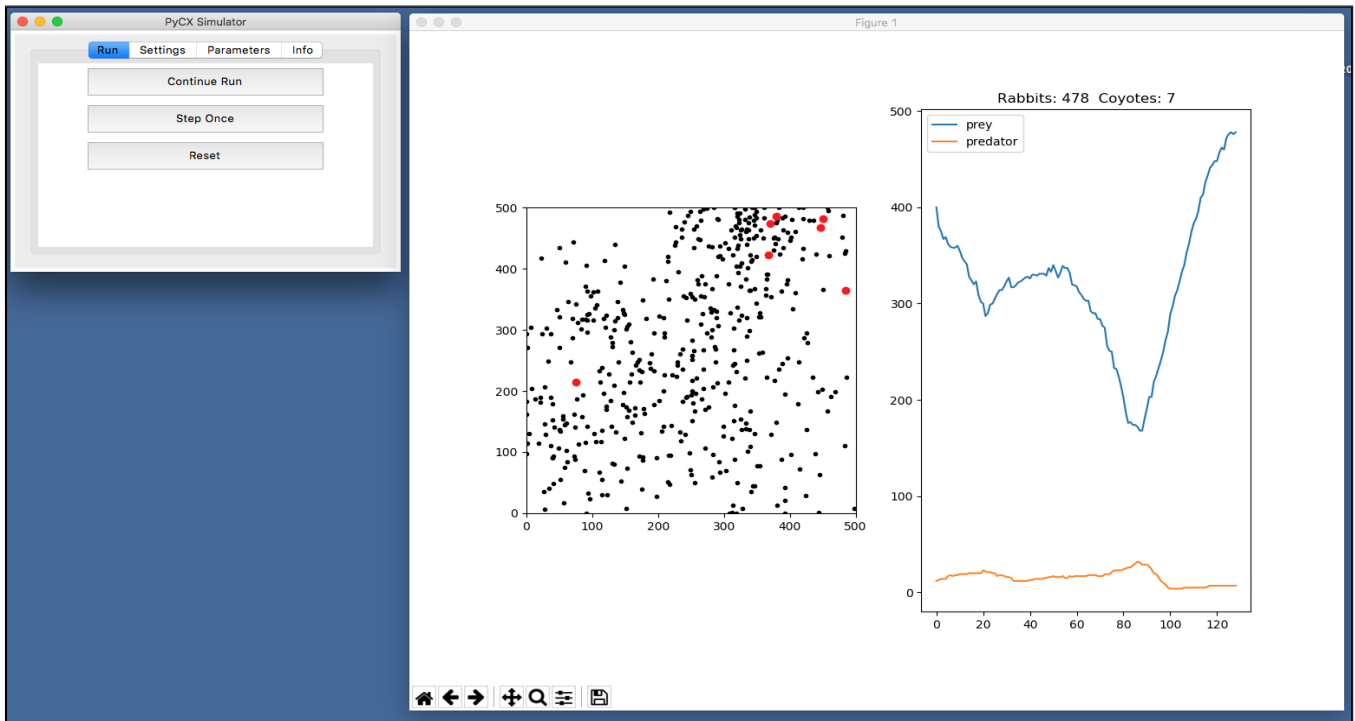 PyCX Simulator
Run Settings Parameters Info
Continue Run
Step Once
Reset
Figure 1
20
500
400
300
200
100
0
0 100 200 300 400 500
Rabbits: 478 Coyotes: 7
prey
predator
500
400
300
200
100
0
0 20 40 60 80 100 120